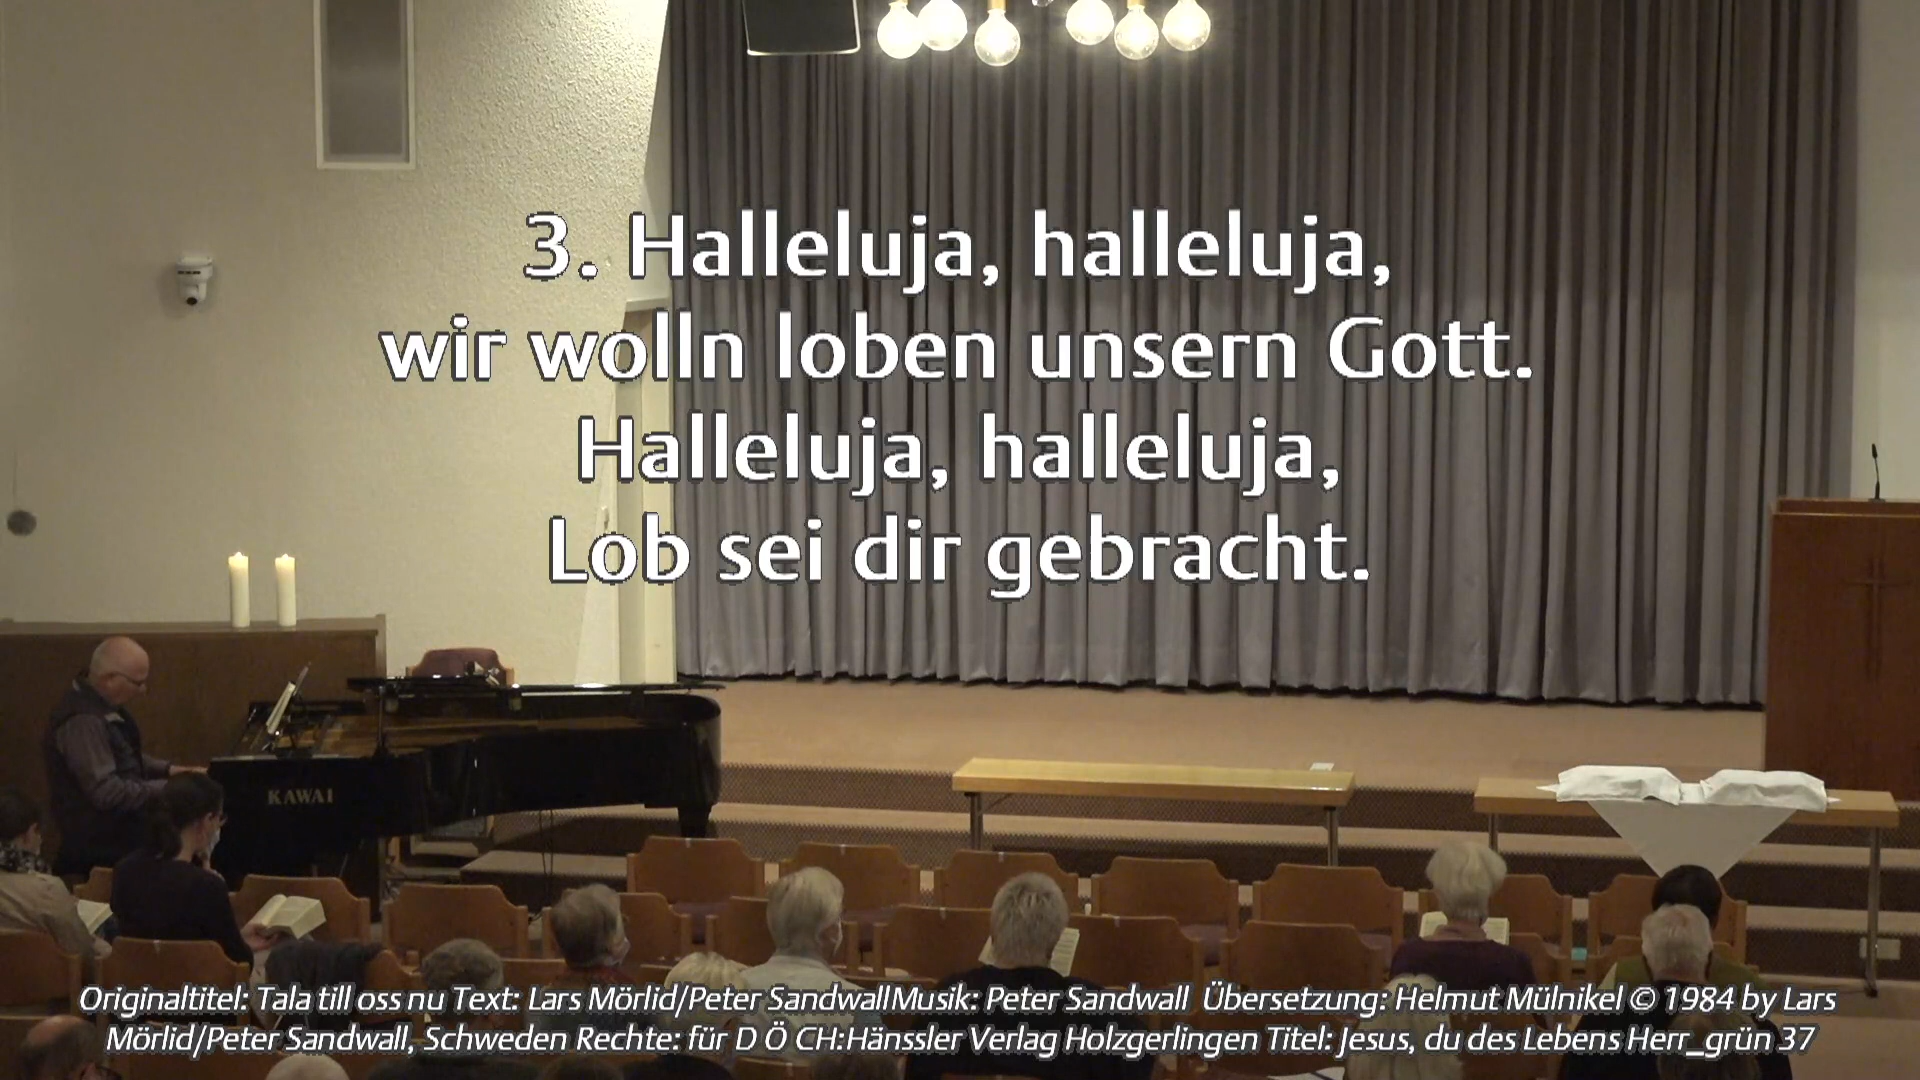 3. Halleluja, halleluja,
wir wolln loben unsern Gott.
Halleluja, halleluja,
Lob sei dir gebracht.
KAWAI
Originaltitel: Tala till oss nu Text: Lars Mörlid/Peter SandwallMusik: Peter Sandwall  Übersetzung: Helmut Mülnikel © 1984 by Lars
Mörlid/Peter Sandwall, Schweden Rechte: für D Ö CH:Hänssler Verlag Holzgerlingen Titel: Jesus, du des Lebens Herr_grün 37